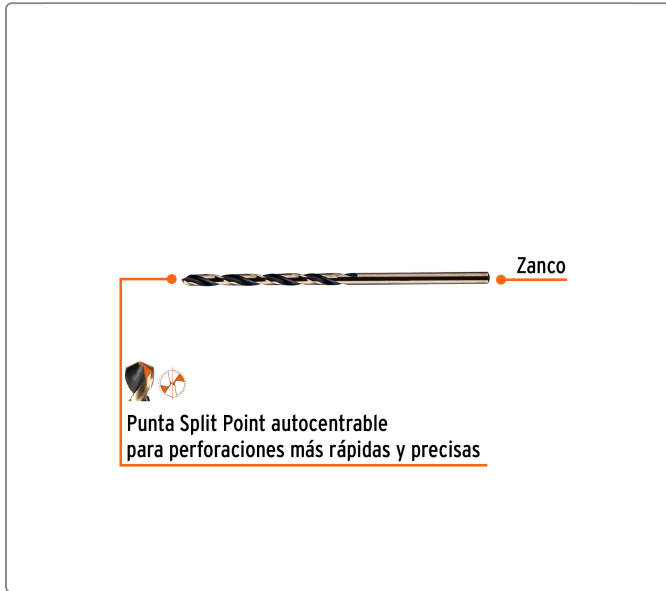 Zanco
Punta Split Point autocentrable
para perforaciones más rápidas y precisas